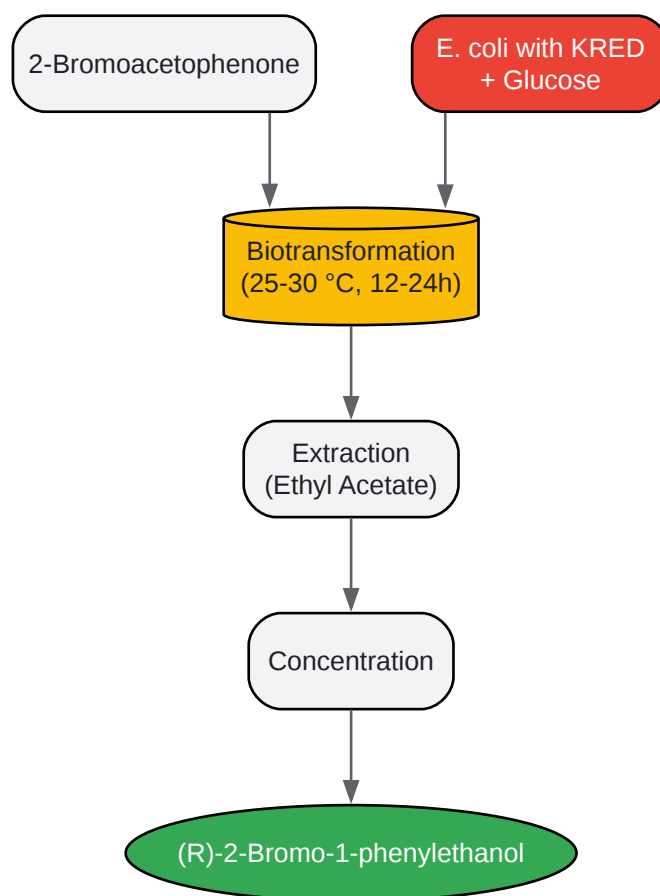 2-Bromoacetophenone
E. coli with KRED
+ Glucose
Biotransformation
(25-30 °C, 12-24h)
Extraction
(Ethyl Acetate)
Concentration
(R)-2-Bromo-1-phenylethanol